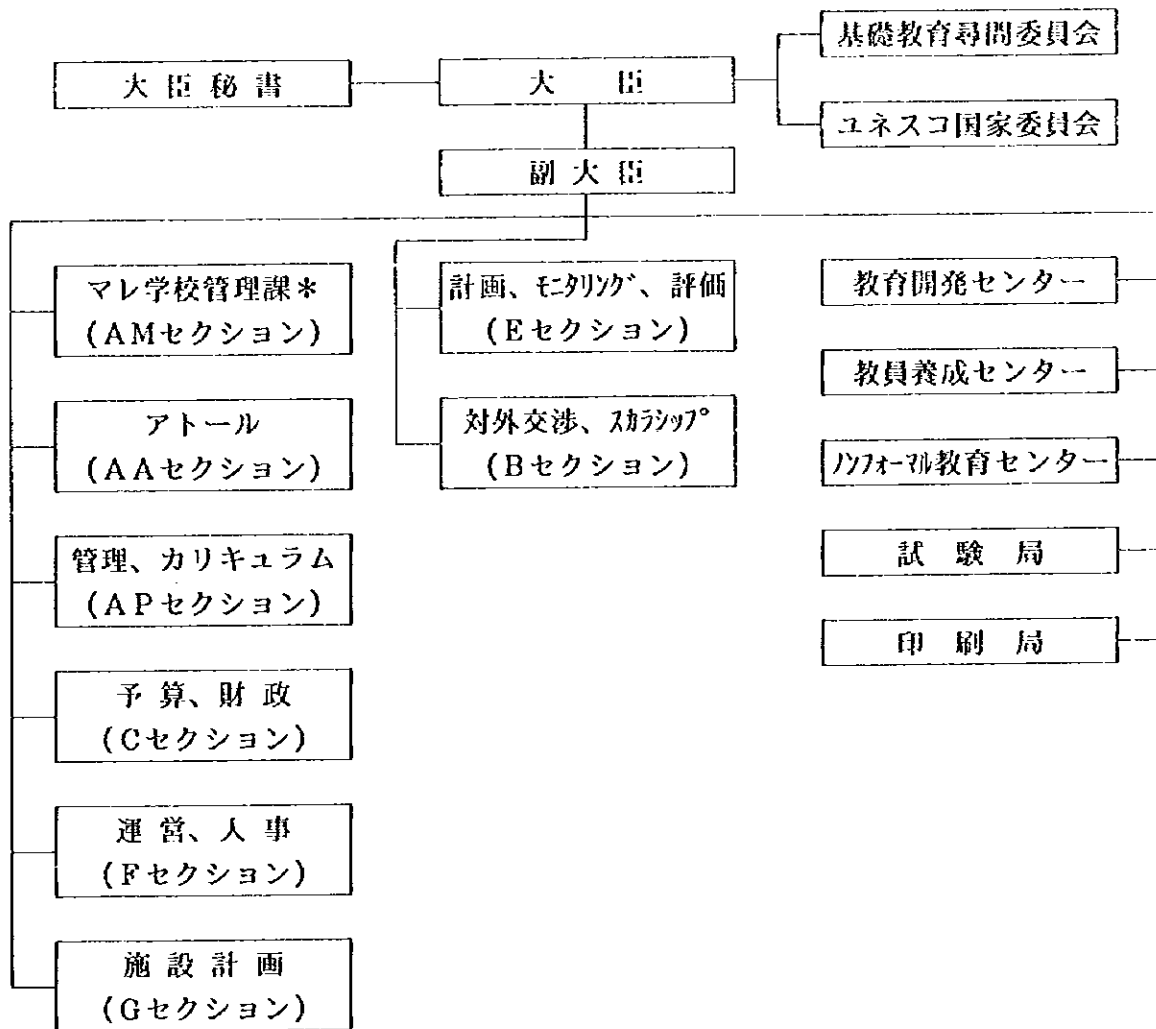 基礎教育尋問委員会
大臣秘書
大臣
ユネスコ国家委員会
副大臣
マレ学校管理課*
(AMセクション)
計画、モニタリング、評価
(Eセクション)
教育開発センター
教員養成センター
アトール
(AAセクション)
対外交渉、スカラシップ
(Bセクション)
ノンフォーマル教育センター
管理、カリキュラム
(APセクション)
試験局
印刷局
予算、財政
(Cセクション)
運営、人事
(Fセクション)
施設計画
(Gセクション)